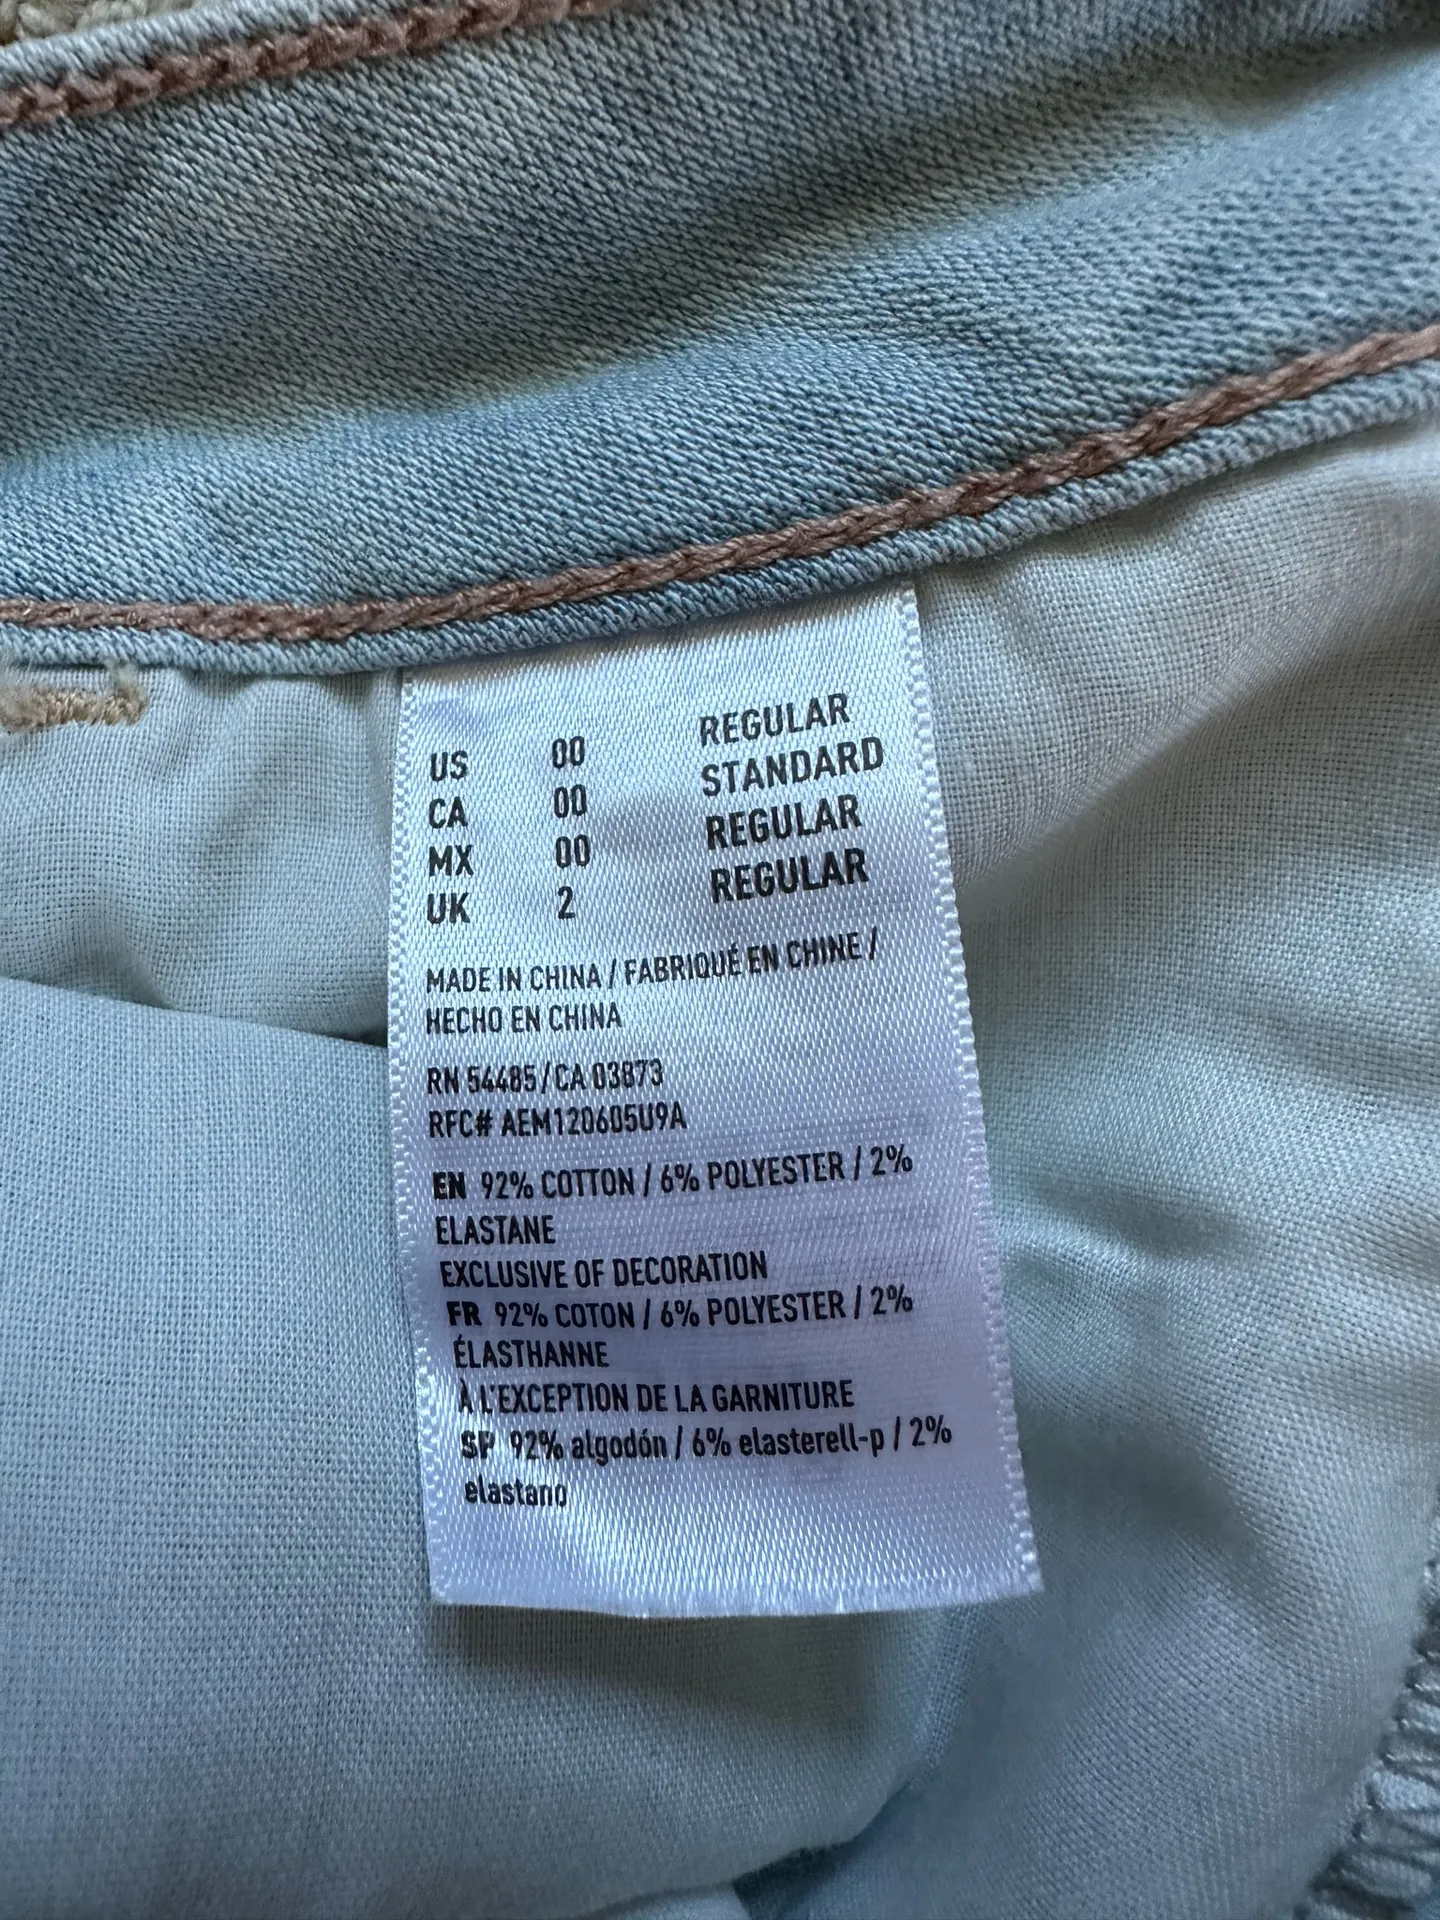 US 00 REGULAR
CA 00 STANDARD
MX 00 REGULAR
UK 2 REGULAR
MADE IN CHINA / FABRIQUÉ EN CHINE /
HECHO EN CHINA
RN 54485/CA 03873
RFC# AEM120605U9A
EN 92% COTTON / 6% POLYESTER / 2%
ELASTANE
EXCLUSIVE OF DECORATION
FR 92% COTON / 6% POLYESTER / 2%
ÉLASTHANNE
À L'EXCEPTION DE LA GARNITURE
SP 92% algodón / 6% elasterell-p / 2%
elastano